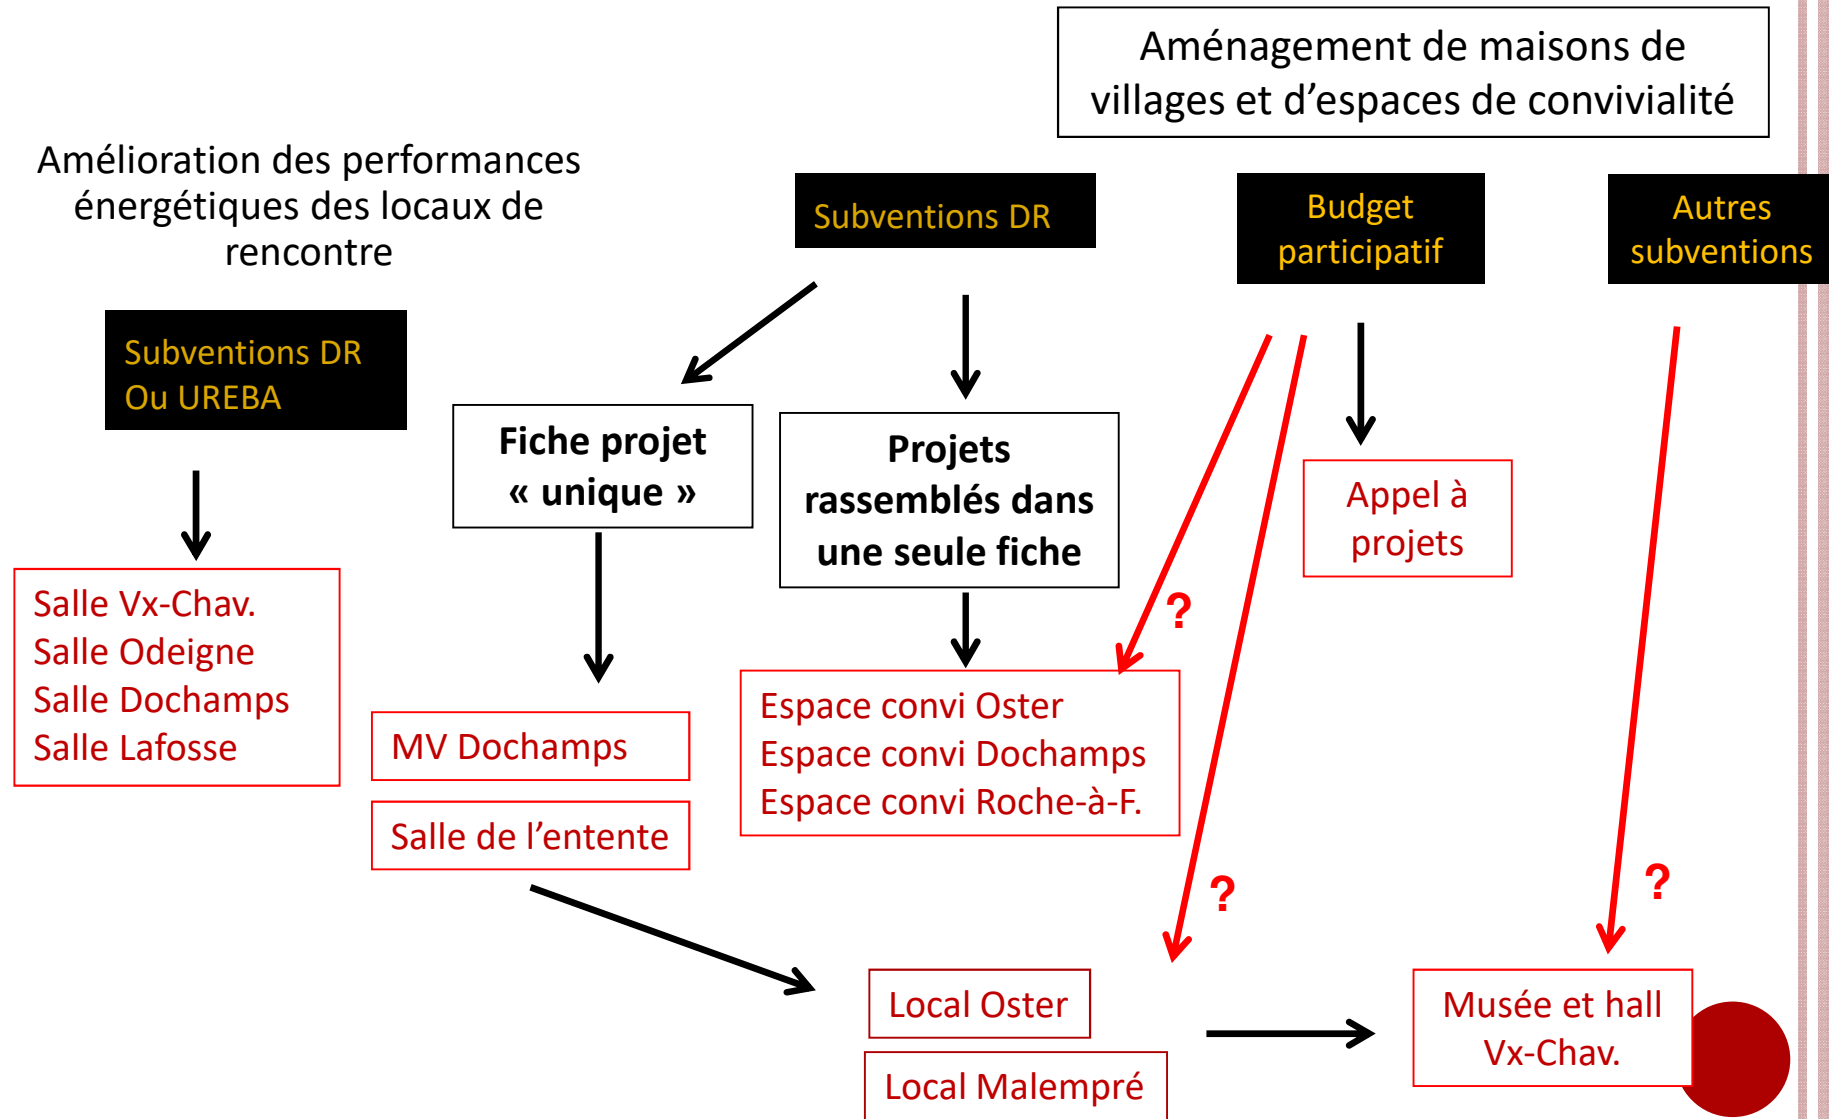 Aménagement de maisons de
villages et d'espaces de convivialité
Amélioration des performances
énergétiques des locaux de
rencontre
Subventions DR
Budget
participatif
Autres
subventions
Subventions DR
Ou UREBA
Fiche projet
« unique »
Projets
rassemblés dans
une seule fiche
Appel à
projets
Salle Vx-Chav.
Salle Odeigne
Salle Dochamps
Salle Lafosse
?
MV Dochamps
Salle de l'entente
Espace convi Oster
Espace convi Dochamps
Espace convi Roche-à-F.
?
?
Local Oster
Local Malempré
Musée et hall
Vx-Chav.